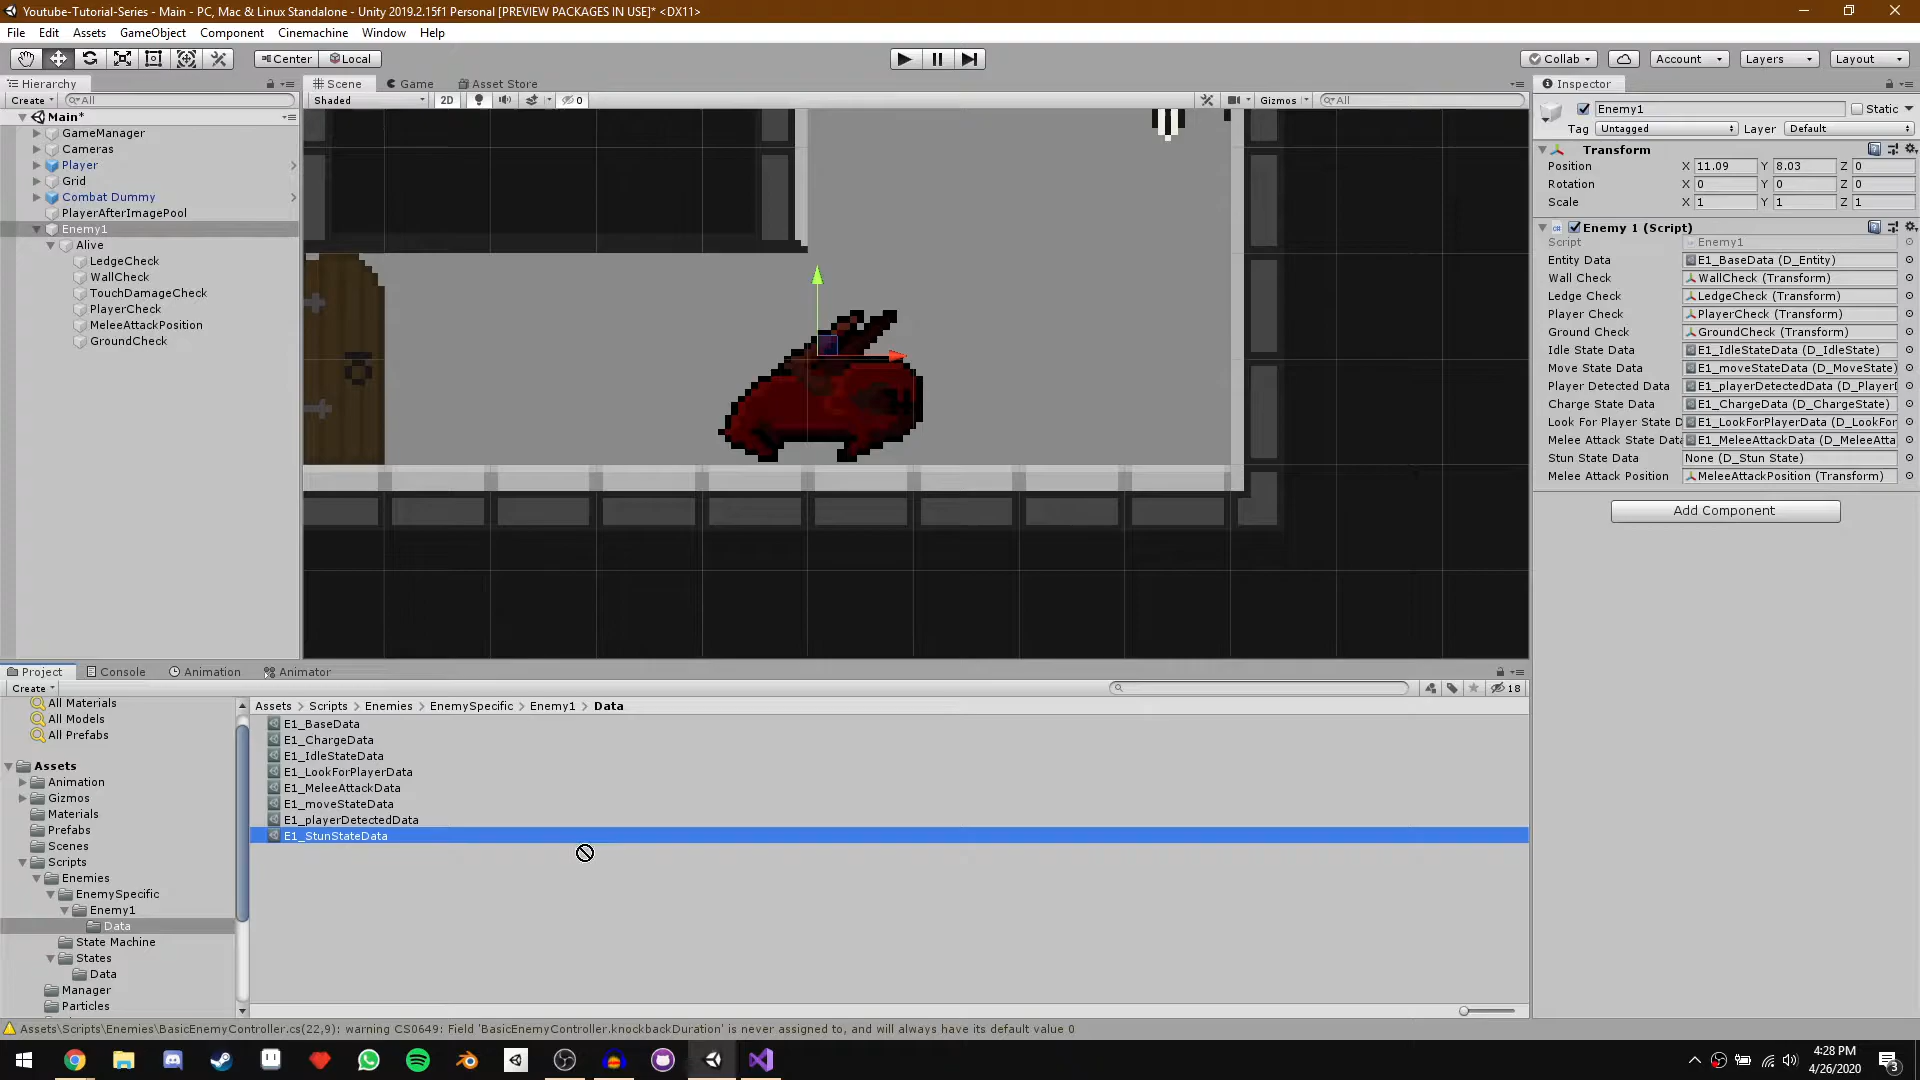 Youtube-Tutorial-Series - Main - PC, Mac & Linux Standalone - Unity 2019.2.15f1 Personal [PREVIEW PACKAGES IN USE]* <DX11>
File Edit Assets GameObject Component Cinemachine Window Help
Center Local Collab Account Layers Layout
Hierarchy
Create All
Main*
GameManager
Cameras
Player
Grid
Combat Dummy
PlayerAfterImagePool
Enemy1
Alive
LedgeCheck
WallCheck
TouchDamageCheck
PlayerCheck
MeleeAttackPosition
GroundCheck
Scene Game Asset Store
Shaded 2D 0 Gizmos All
Inspector
Enemy1 Static
Tag Untagged Layer Default
Transform
Position X 11.09 Y 8.03 Z 0
Rotation X 0 Y 0 Z 0
Scale X 1 Y 1 Z 1
Enemy 1 (Script)
Script Enemy1
Entity Data E1_BaseData (D_Entity)
Wall Check WallCheck (Transform)
Ledge Check LedgeCheck (Transform)
Player Check PlayerCheck (Transform)
Ground Check GroundCheck (Transform)
Idle State Data E1_IdleStateData (D_IdleState)
Move State Data E1_moveStateData (D_MoveState)
Player Detected Data E1_playerDetectedData (D_Player
Charge State Data E1_ChargeData (D_ChargeState)
Look For Player State D E1_LookForPlayerData (D_LookFor
Melee Attack State Data E1_MeleeAttackData (D_MeleeAtta
Stun State Data None (D_Stun State)
Melee Attack Position MeleeAttackPosition (Transform)
Add Component
Project Console Animation Animator
Create 18
All Materials
All Models
All Prefabs
Assets
Animation
Gizmos
Materials
Prefabs
Scenes
Scripts
Enemies
EnemySpecific
Enemy1
Data
State Machine
States
Data
Manager
Particles
Assets > Scripts > Enemies > EnemySpecific > Enemy1 > Data
E1_BaseData
E1_ChargeData
E1_IdleStateData
E1_LookForPlayerData
E1_MeleeAttackData
E1_moveStateData
E1_playerDetectedData
E1_StunStateData
Assets\Scripts\Enemies\BasicEnemyController.cs(22,9): warning CS0649: Field 'BasicEnemyController.knockbackDuration' is never assigned to, and will always have its default value 0
4:28 PM
4/26/2020
3